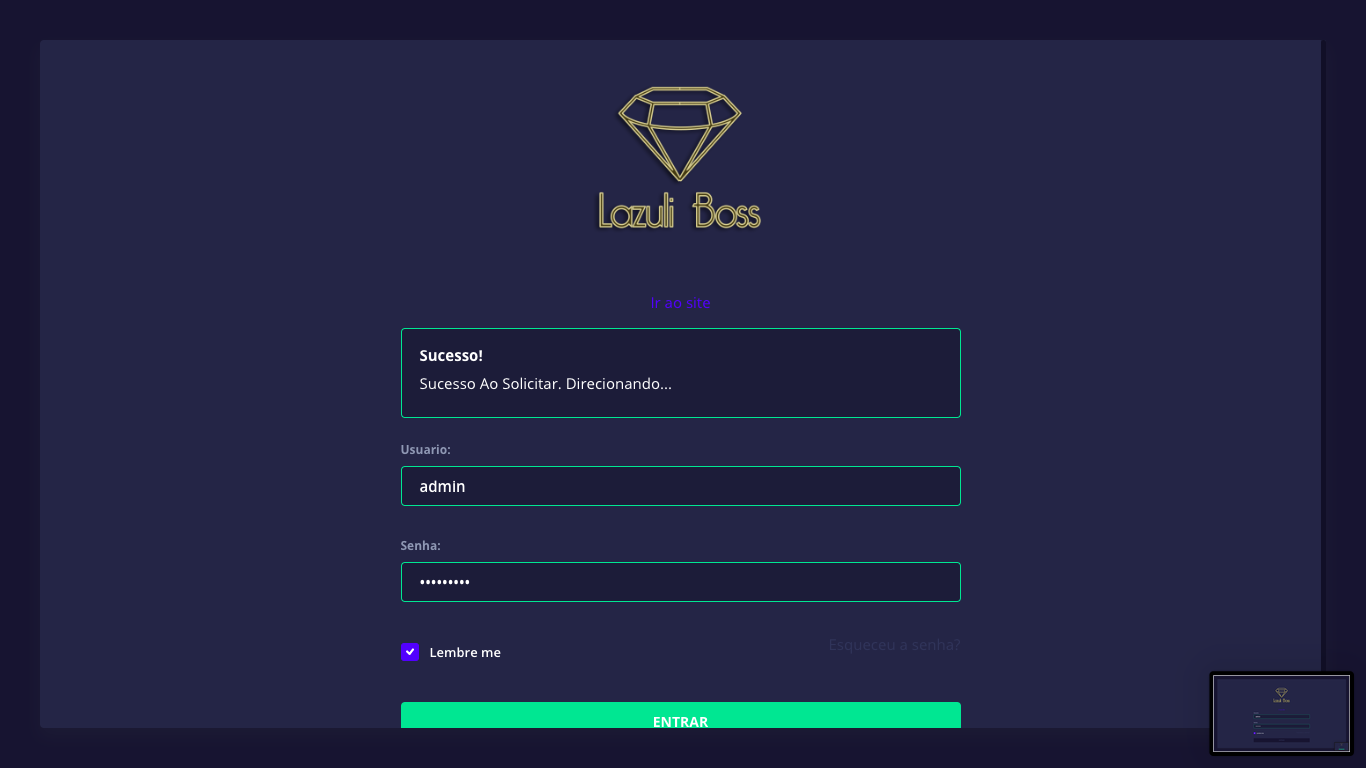 Lazuli Boss
Ir ao site
Sucesso!
Sucesso Ao Solicitar. Direcionando...
Usuario:
admin
Senha:
•••••••••
Lembre me
Esqueceu a senha?
ENTRAR